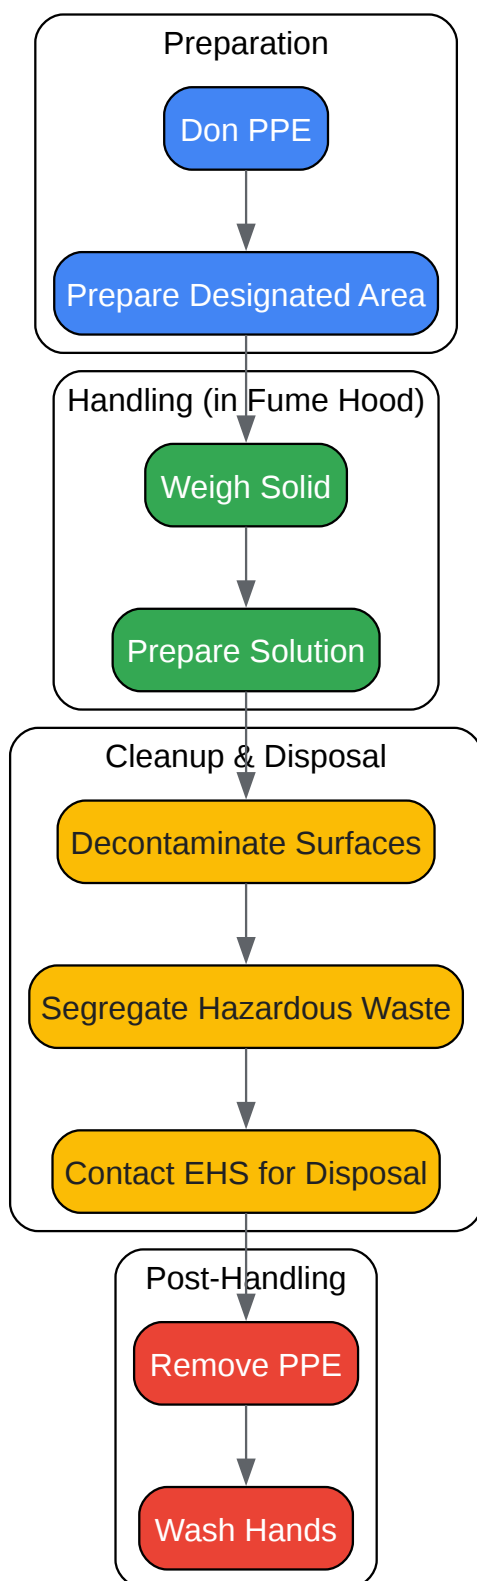 Preparation
Don PPE
Prepare Designated Area
Handling (in Fume Hood)
Weigh Solid
Prepare Solution
Cleanup & Disposal
Decontaminate Surfaces
Segregate Hazardous Waste
Contact EHS for Disposal
Post-Handling
Remove PPE
Wash Hands